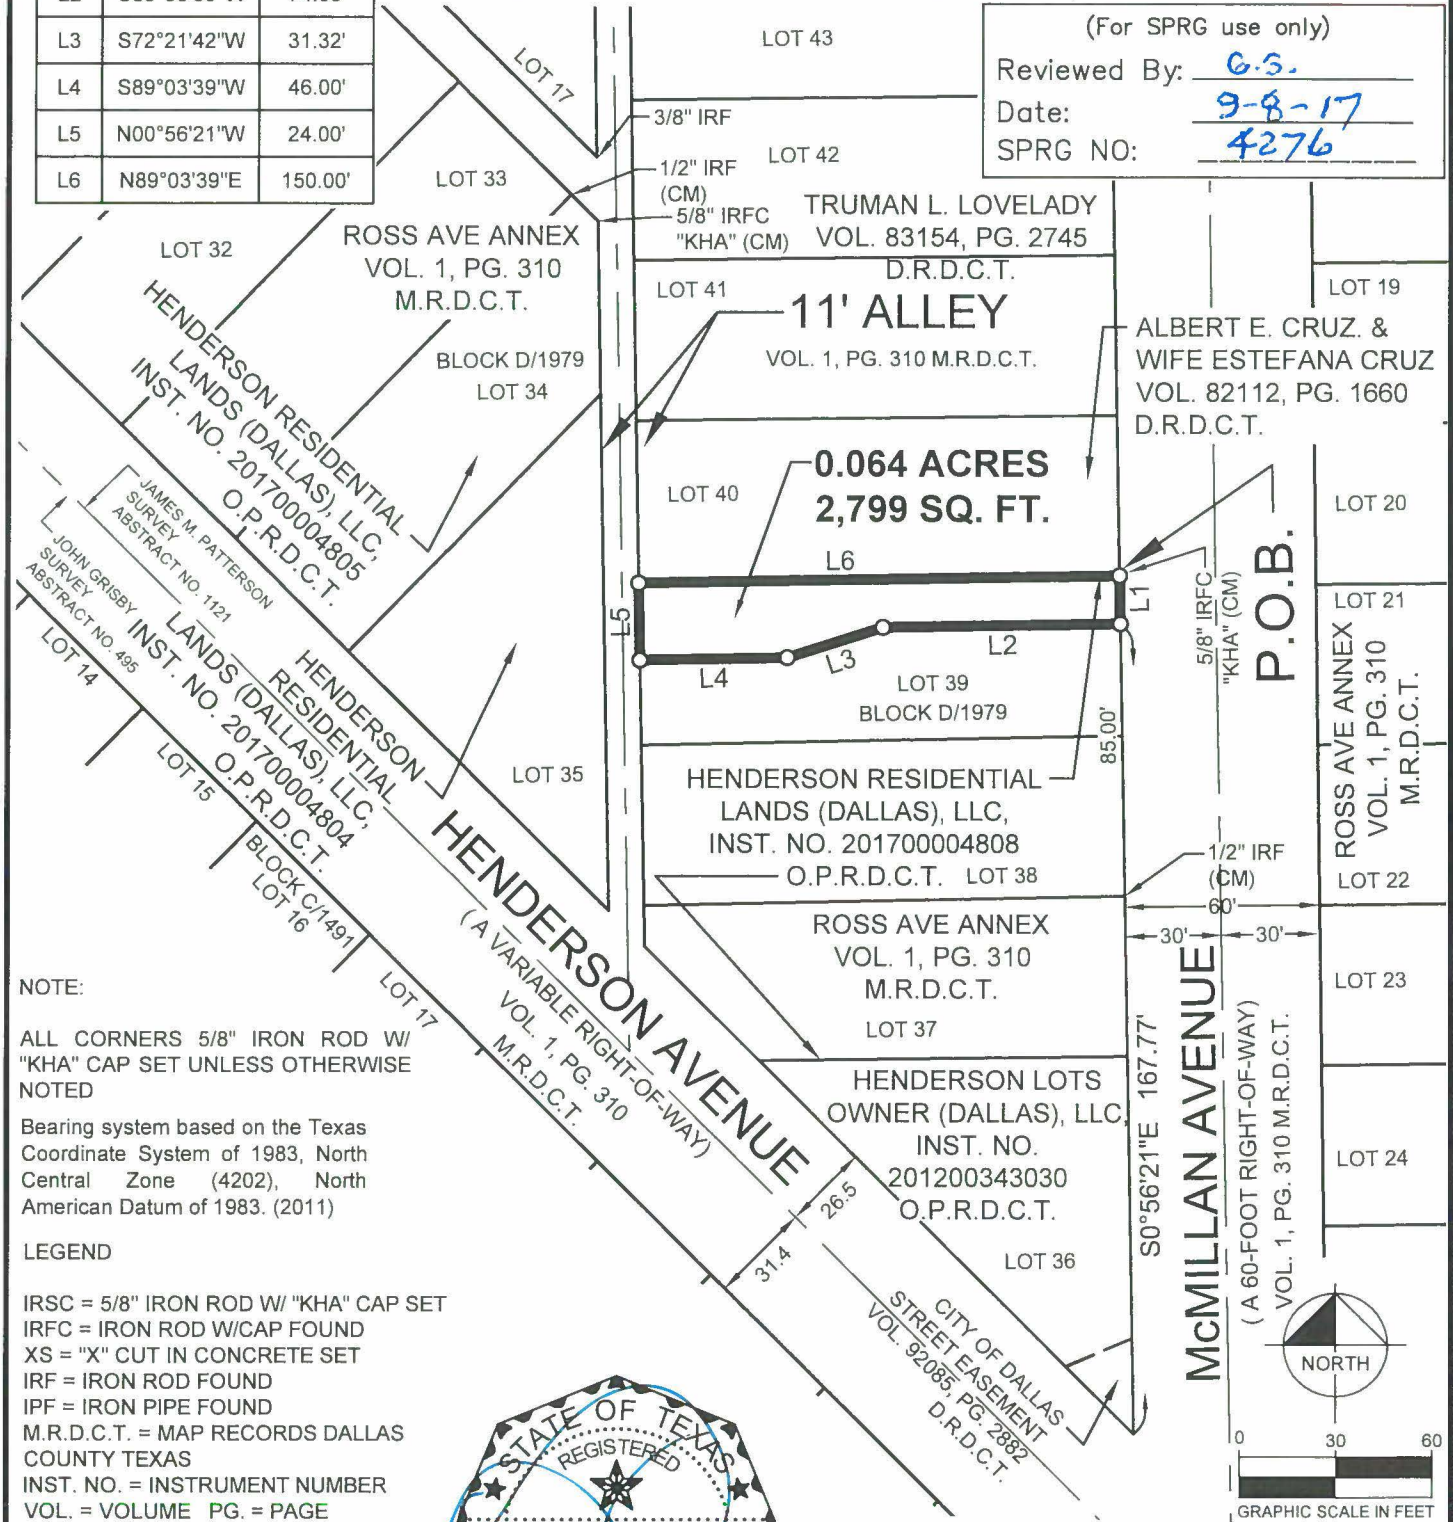 L3 S72°21'42"W 31.32'
L4 S89°03'39"W 46.00'
L5 N00°56'21"W 24.00'
L6 N89°03'39"E 150.00'
(For SPRG use only)
Reviewed By: G.S.
Date: 9-8-17
SPRG NO: 4276
LOT 43
LOT 17
3/8" IRF
LOT 42
1/2" IRF
(CM)
5/8" IRFC
"KHA" (CM)
LOT 33
LOT 32
ROSS AVE ANNEX
VOL. 1, PG. 310
M.R.D.C.T.
TRUMAN L. LOVELADY
VOL. 83154, PG. 2745
D.R.D.C.T.
LOT 41
11' ALLEY
VOL. 1, PG. 310 M.R.D.C.T.
LOT 19
ALBERT E. CRUZ. &
WIFE ESTEFANA CRUZ
VOL. 82112, PG. 1660
D.R.D.C.T.
BLOCK D/1979
LOT 34
HENDERSON RESIDENTIAL
LANDS (DALLAS), LLC,
INST. NO. 201700004805
O.P.R.D.C.T.
0.064 ACRES
2,799 SQ. FT.
LOT 40
LOT 20
JAMES M. PATTERSON
SURVEY
ABSTRACT NO. 1121
JOHN GRISBY
SURVEY
ABSTRACT NO. 495
L6
L5
L1
L2
L3
L4
5/8" IRFC
"KHA" (CM)
P.O.B.
LOT 21
ROSS AVE ANNEX
VOL. 1, PG. 310
M.R.D.C.T.
LOT 39
BLOCK D/1979
85.00'
LOT 14
LOT 15
HENDERSON
RESIDENTIAL
LANDS (DALLAS), LLC,
INST. NO. 201700004804
O.P.R.D.C.T.
LOT 35
BLOCK C/1491
LOT 16
LOT 17
HENDERSON RESIDENTIAL
LANDS (DALLAS), LLC,
INST. NO. 201700004808
O.P.R.D.C.T. LOT 38
1/2" IRF
(CM)
LOT 22
60'
30' 30'
ROSS AVE ANNEX
VOL. 1, PG. 310
M.R.D.C.T.
LOT 37
LOT 23
HENDERSON AVENUE
( A VARIABLE RIGHT-OF-WAY)
VOL. 1, PG. 310
M.R.D.C.T.
HENDERSON LOTS
OWNER (DALLAS), LLC,
INST. NO.
201200343030
O.P.R.D.C.T.
LOT 36
S0°56'21"E 167.77'
McMILLAN AVENUE
( A 60-FOOT RIGHT-OF-WAY)
VOL. 1, PG. 310 M.R.D.C.T.
LOT 24
26.5
31.4
CITY OF DALLAS
STREET EASEMENT
VOL. 92085, PG. 2882
D.R.D.C.T.
NOTE:
ALL CORNERS 5/8" IRON ROD W/
"KHA" CAP SET UNLESS OTHERWISE
NOTED
Bearing system based on the Texas
Coordinate System of 1983, North
Central Zone (4202), North
American Datum of 1983. (2011)
LEGEND
IRSC = 5/8" IRON ROD W/ "KHA" CAP SET
IRFC = IRON ROD W/CAP FOUND
XS = "X" CUT IN CONCRETE SET
IRF = IRON ROD FOUND
IPF = IRON PIPE FOUND
M.R.D.C.T. = MAP RECORDS DALLAS
COUNTY TEXAS
INST. NO. = INSTRUMENT NUMBER
VOL. = VOLUME PG. = PAGE
STATE OF TEXAS
REGISTERED
NORTH
0 30 60
GRAPHIC SCALE IN FEET